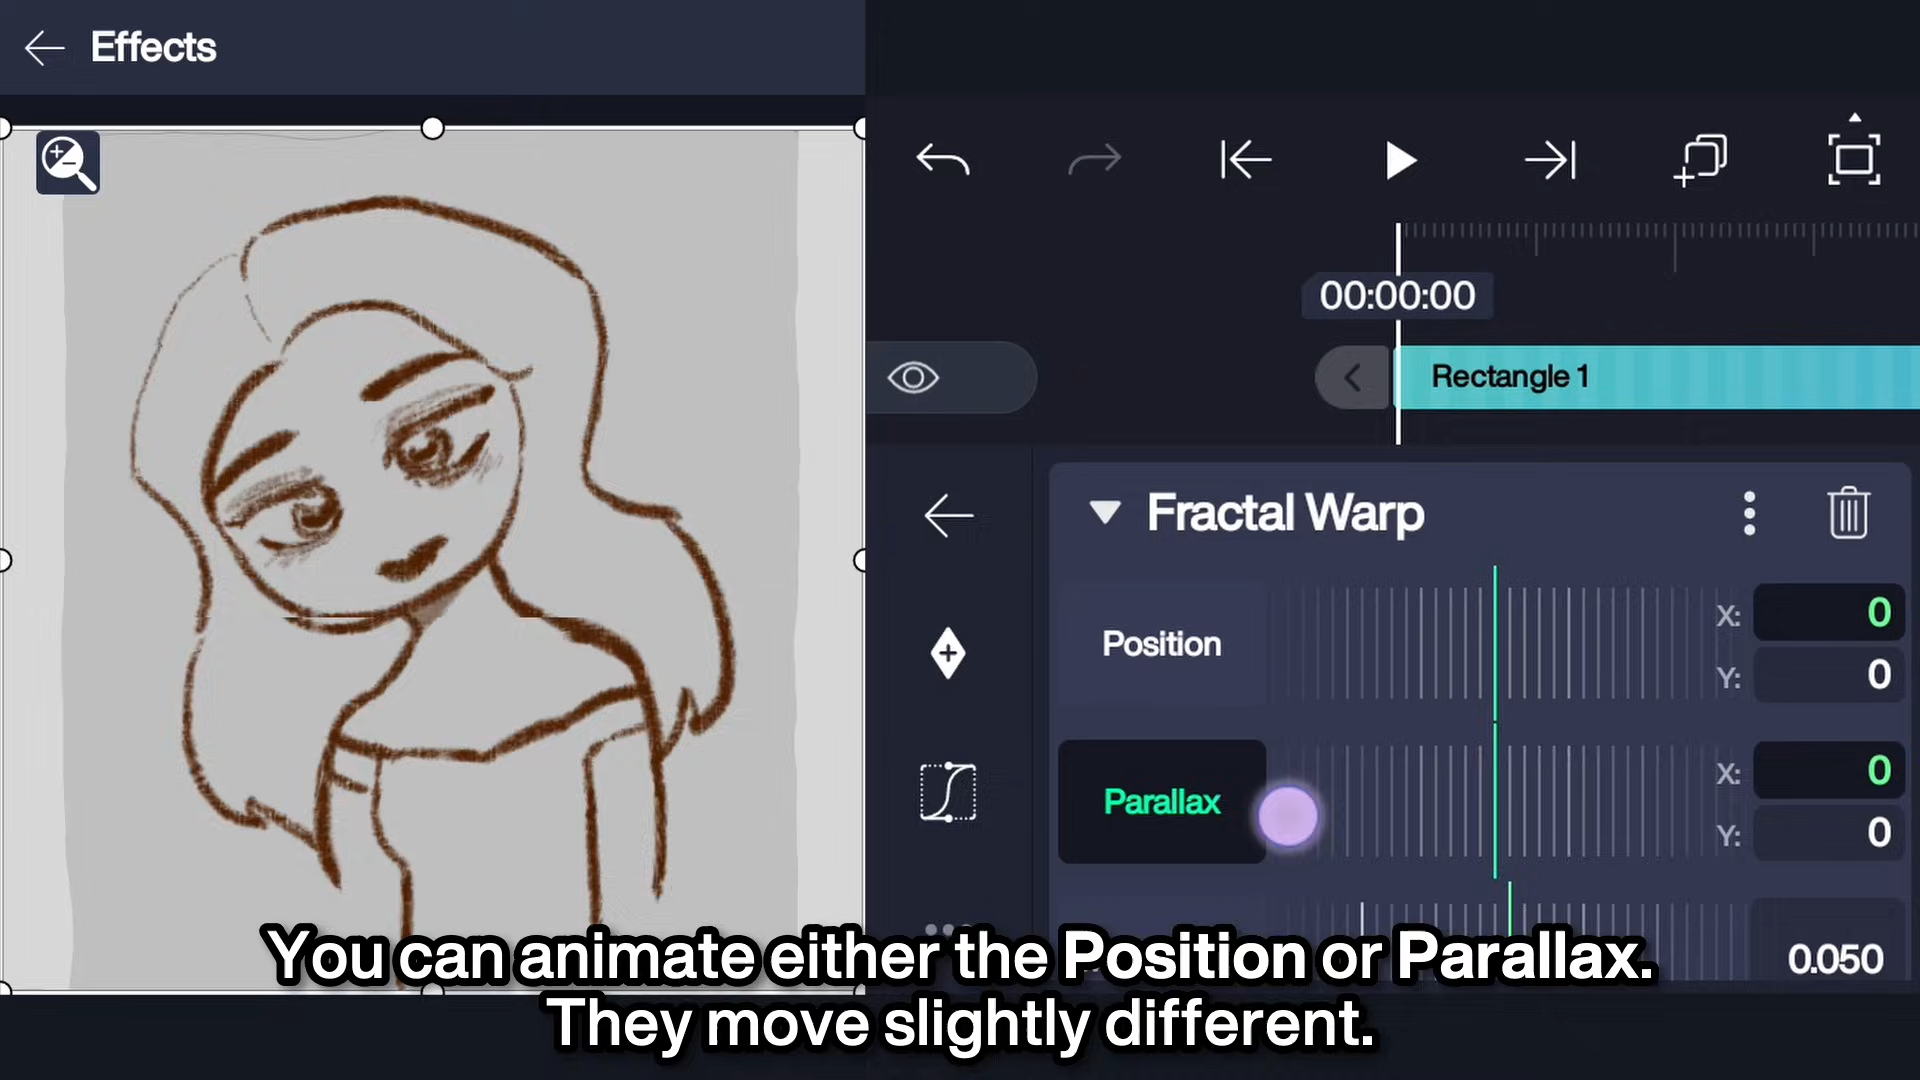 Effects
00:00:00
Rectangle 1
Fractal Warp
Position
X: 0
Y: 0
Parallax
X: 0
Y: 0
0.050
You can animate either the Position or Parallax.
They move slightly different.